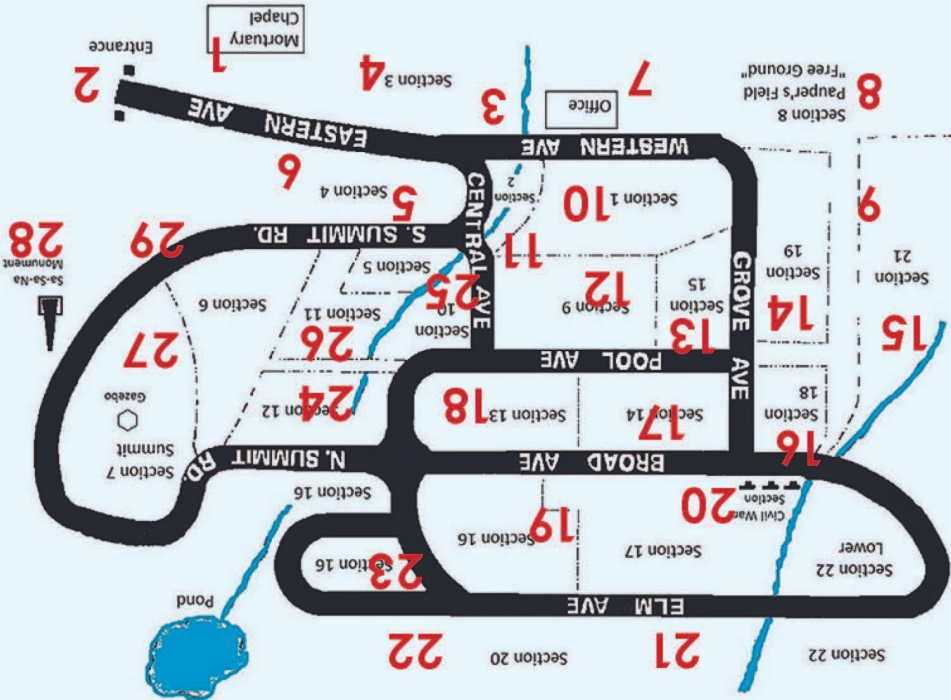 Section 22
21
Section 20
22
Pond
ELM AVE
Section 22
Lower
Section 17
Section 16
23
Section 16
Civil War
Section
20
19
Section 16
16
BROAD AVE
N. SUMMIT RD.
Section 7
Summit
Gazebo
Section
18
17
Section 14
Section 13
18
Section 12
24
POOL AVE
15
14
13
12
25
26
27
Section
21
Section
19
Section
15
Section 9
Section
10
Section 11
Section 5
Section 6
GROVE AVE
CENTRAL AVE
11
S. SUMMIT RD.
29
28
Sa-Sa-Na
Monument
9
Section 1
10
Section
2
5
Section 4
6
WESTERN AVE
EASTERN AVE
8
Section 8
Pauper's Field
"Free Ground"
Office
3
2
Entrance
7
Section 3
4
1
Mortuary
Chapel